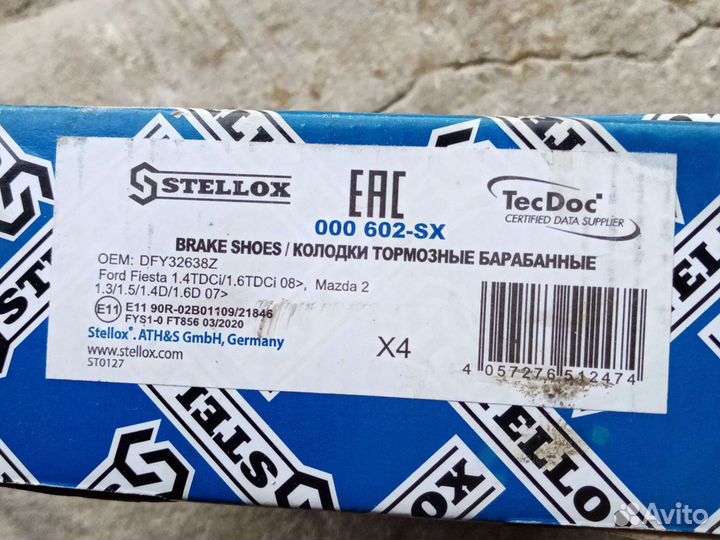 STELLOX
EAC
TecDoc
CERTIFIED DATA SUPPLIER
000 602-SX
BRAKE SHOES / КОЛОДКИ ТОРМОЗНЫЕ БАРАБАННЫЕ
OEM: DFY32638Z
Ford Fiesta 1.4TDCi/1.6TDCi 08>, Mazda 2
1.3/1.5/1.4D/1.6D 07>
E11 E11 90R-02B01109/21846
FYS1-0 FT856 03/2020
Stellox®. ATH&S GmbH, Germany
www.stellox.com
ST0127
X4
4 057276 512474
STELLOX
Avito